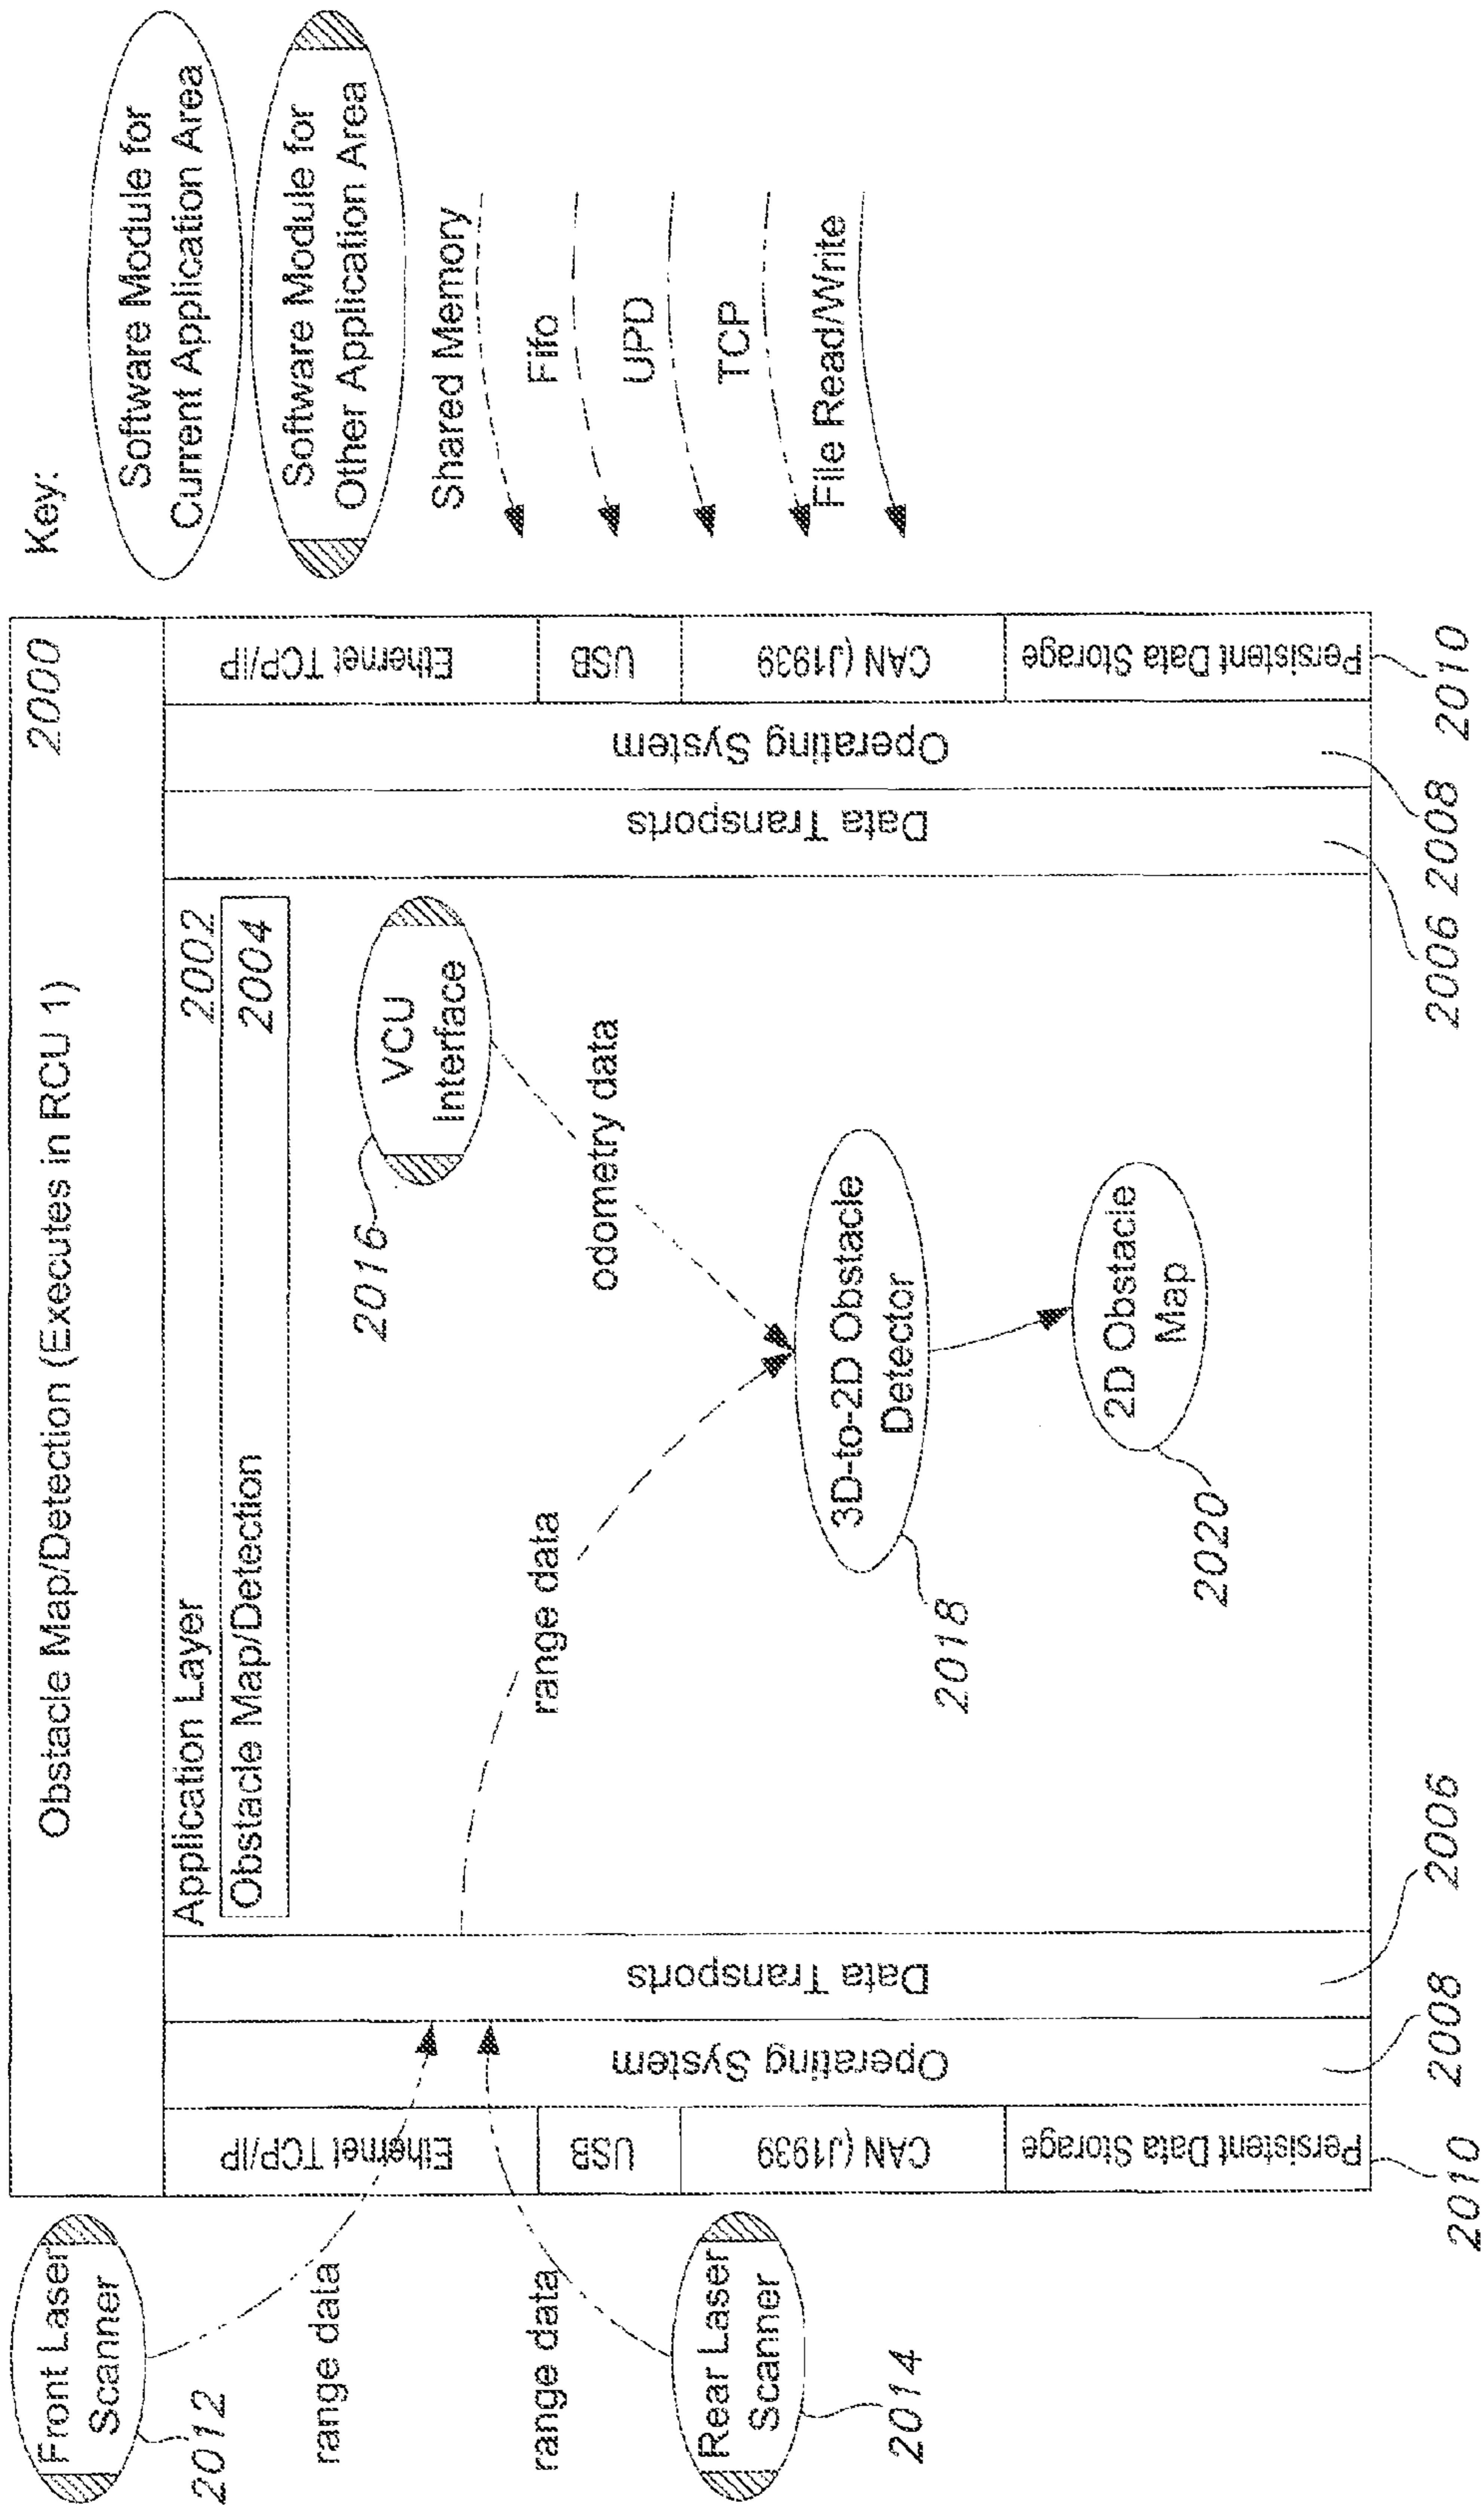 Obstacle Map/Detection (Executes in RCU 1)
2000
Application Layer
2002
Obstacle Map/Detection
2004
Front Laser
Scanner
2012
range data
range data
Rear Laser
Scanner
2014
Ethernet TCP/IP
USB
CAN (J1939
Persistent Data Storage
2010
Operating System
2008
Data Transports
2006
range data
VCU
Interface
2016
odometry data
3D-to-2D Obstacle
Detector
2018
2D Obstacle
Map
2020
Data Transports
2006
Operating System
2008
Ethernet TCP/IP
USB
CAN (J1939
Persistent Data Storage
2010
Key:
Software Module for
Current Application Area
Software Module for
Other Application Area
Shared Memory
Fifo
UPD
TCP
File Read/Write